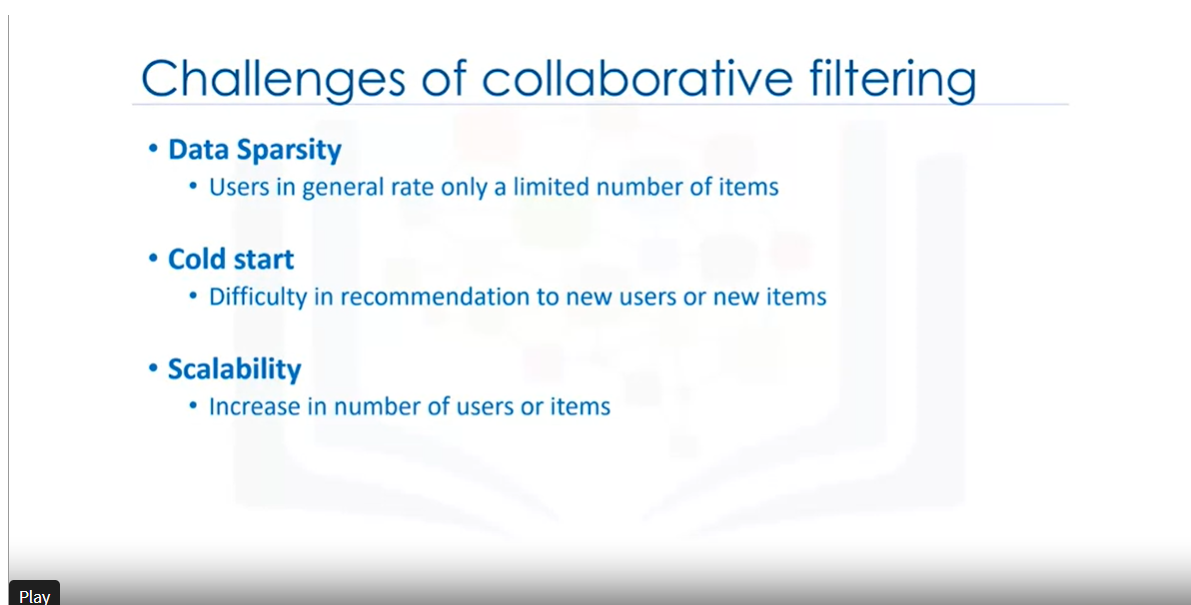 Challenges of collaborative filtering
• Data Sparsity
• Users in general rate only a limited number of items
• Cold start
• Difficulty in recommendation to new users or new items
• Scalability
• Increase in number of users or items
Play